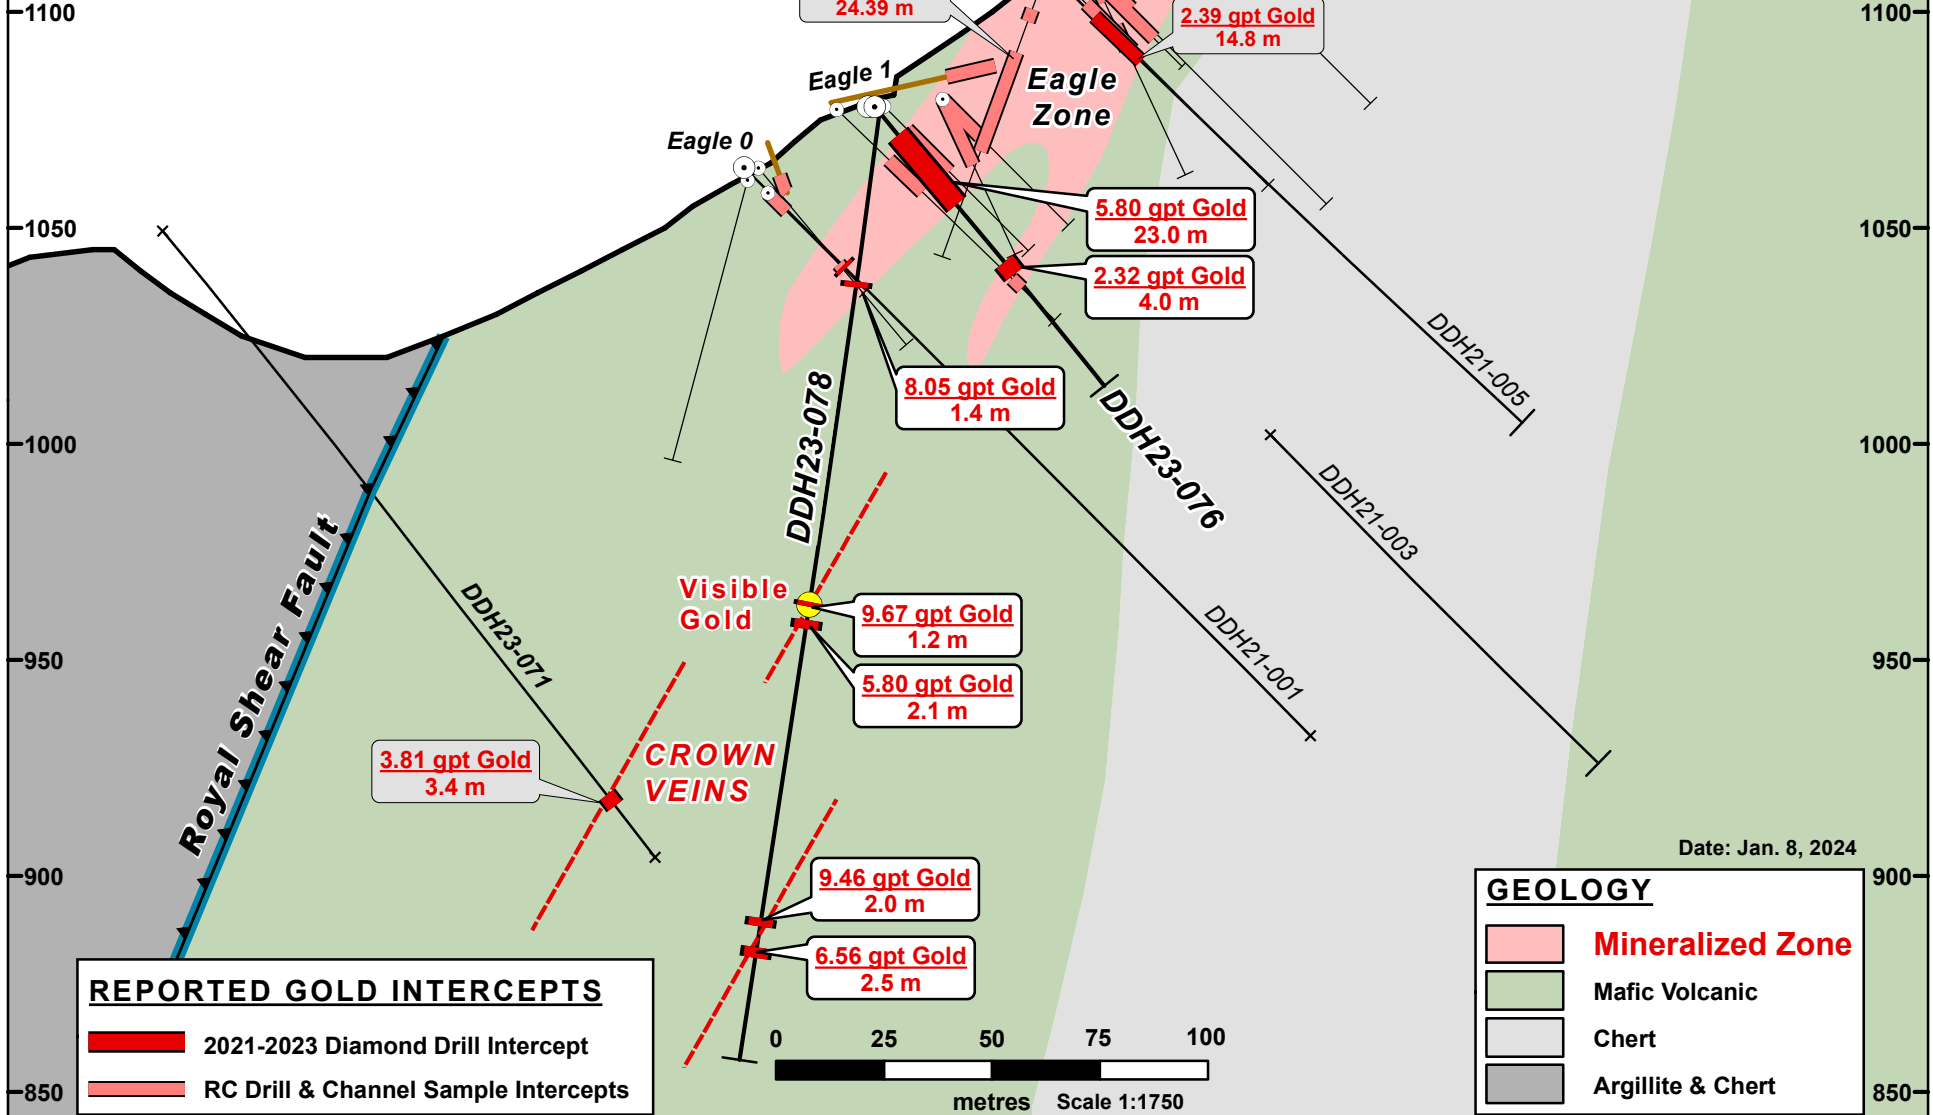 24.39 m
2.39 gpt Gold
14.8 m
1100
1100
Eagle 1
Eagle
Zone
Eagle 0
5.80 gpt Gold
23.0 m
1050
1050
2.32 gpt Gold
4.0 m
DDH21-005
8.05 gpt Gold
1.4 m
DDH23-078
DDH23-076
1000
1000
DDH21-003
Royal Shear Fault
DDH23-071
Visible
Gold
9.67 gpt Gold
1.2 m
DDH21-001
950
950
5.80 gpt Gold
2.1 m
3.81 gpt Gold
3.4 m
CROWN
VEINS
9.46 gpt Gold
2.0 m
900
900
6.56 gpt Gold
2.5 m
Date: Jan. 8, 2024
REPORTED GOLD INTERCEPTS
2021-2023 Diamond Drill Intercept
RC Drill & Channel Sample Intercepts
0 25 50 75 100
metres Scale 1:1750
GEOLOGY
Mineralized Zone
Mafic Volcanic
Chert
Argillite & Chert
850
850